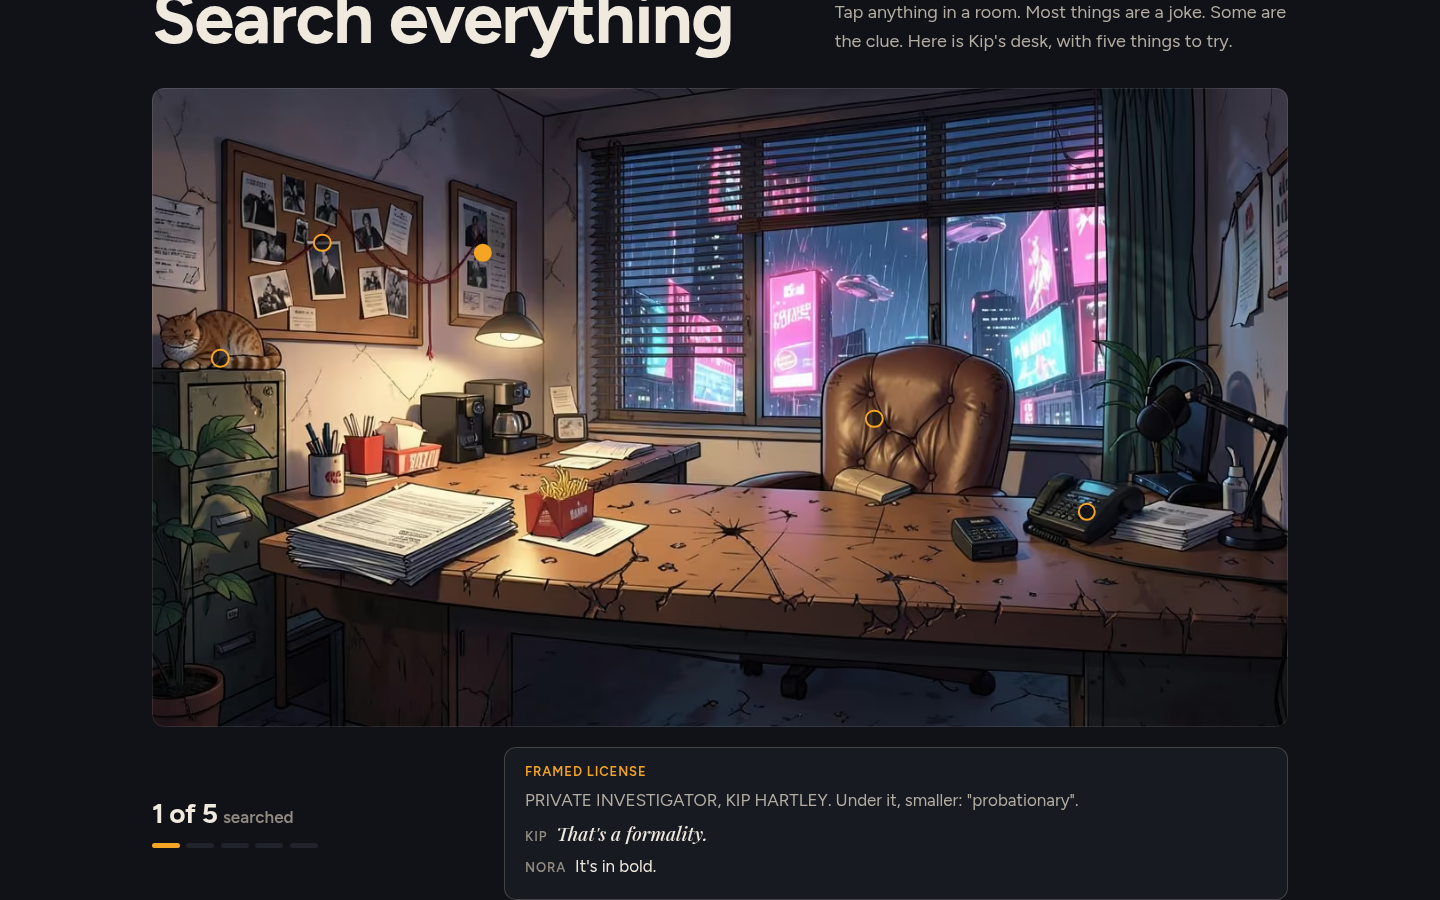 Search everything
Tap anything in a room. Most things are a joke. Some are
the clue. Here is Kip's desk, with five things to try.
1 of 5 searched
FRAMED LICENSE
PRIVATE INVESTIGATOR, KIP HARTLEY. Under it, smaller: "probationary".
KIP That's a formality.
NORA It's in bold.